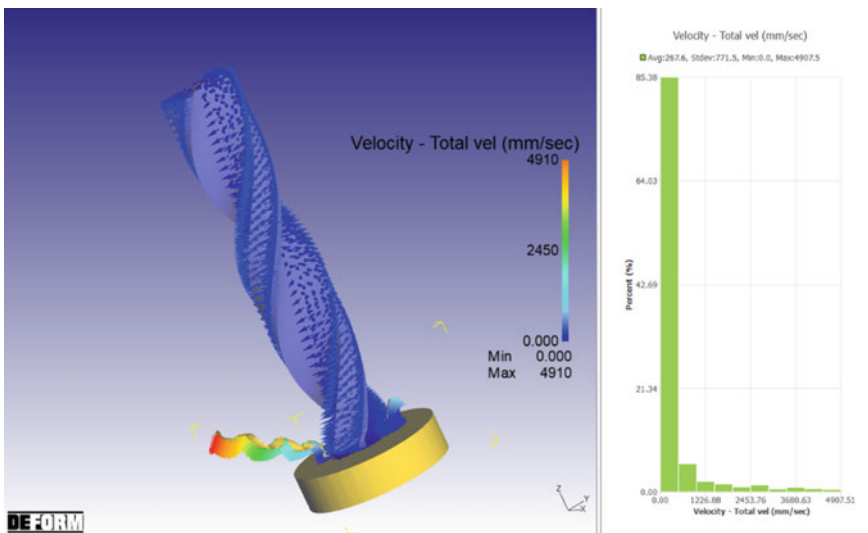 Velocity - Total vel (mm/sec)
4910
2450
0.000
Min 0.000
Max 4910
Z
Y
X
DEFORM
Velocity - Total vel (mm/sec)
Avg:267.6, Stdev:771.5, Min:0.0, Max:4907.5
85.38
64.03
42.69
21.34
0.00
Percent (%)
0.00 1226.88 2453.76 3680.63 4907.51
Velocity - Total vel (mm/sec)